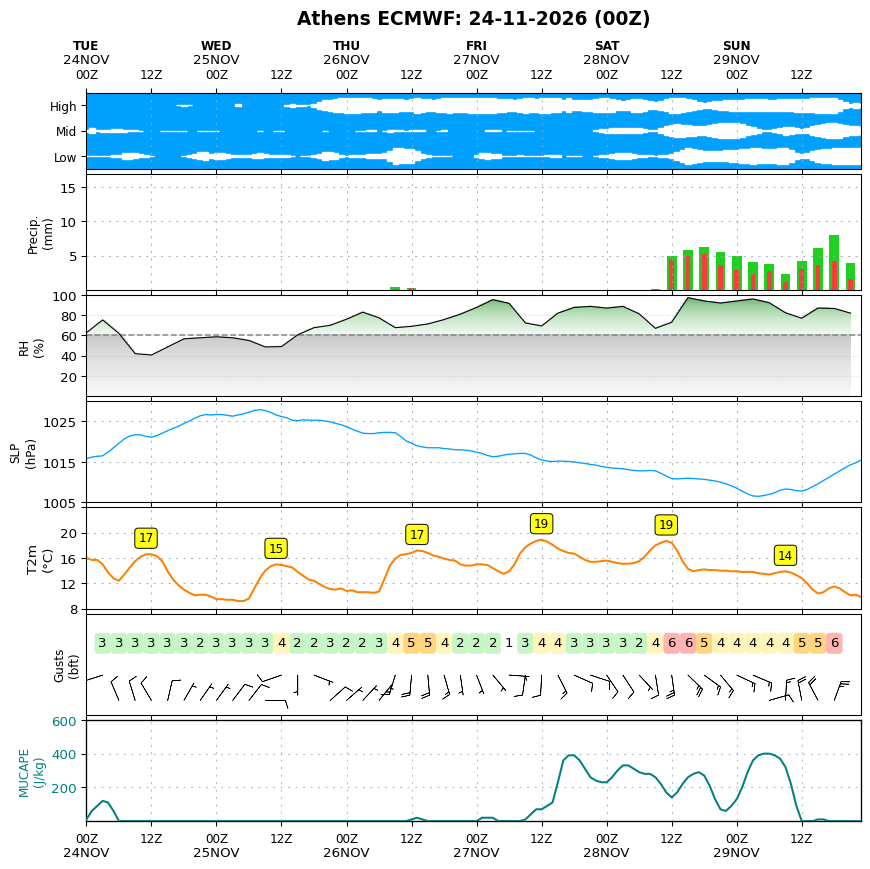 Athens ECMWF: 24-11-2026 (00Z)
TUE WED THU FRI SAT SUN
24NOV 25NOV 26NOV 27NOV 28NOV 29NOV
00Z 12Z 00Z 12Z 00Z 12Z 00Z 12Z 00Z 12Z 00Z 12Z
High
Mid
Low
Precip.
(mm)
15
10
5
RH
(%)
100
80
60
40
20
SLP
(hPa)
1025
1015
1005
T2m
(°C)
20
16
12
8
17 15 17 19 19 14
Gusts
(bft)
3 3 3 3 3 3 2 3 3 3 3 4 2 2 3 2 2 3 4 5 5 4 2 2 2 1 3 4 4 3 3 3 3 2 4 6 6 5 4 4 4 4 4 5 5 6
MUCAPE
(J/kg)
600
400
200
00Z 12Z 00Z 12Z 00Z 12Z 00Z 12Z 00Z 12Z 00Z 12Z
24NOV 25NOV 26NOV 27NOV 28NOV 29NOV